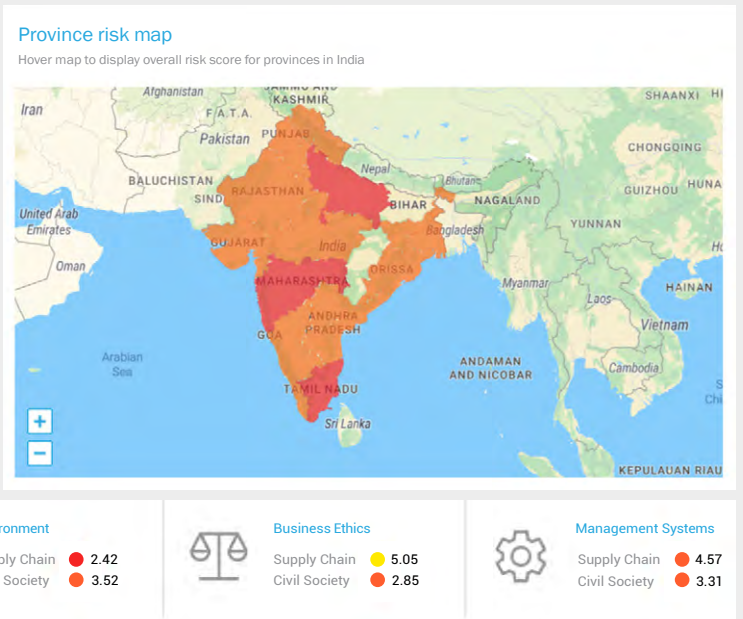 Province risk map
Hover map to display overall risk score for provinces in India
Afghanistan
JAMMU AND
KASHMIR
SHAANXI
Iran
F.A.T.A.
Pakistan
PUNJAB
CHONGQING
BALUCHISTAN
Nepal
Bhutan
SIND
RAJASTHAN
BIHAR
NAGALAND
GUIZHOU
HUNA
United Arab
Emirates
Bangladesh
YUNNAN
GUJARAT
India
Oman
ORISSA
MAHARASHTRA
Myanmar
Laos
HAINAN
ANDHRA
PRADESH
GOA
Vietnam
Arabian
Sea
ANDAMAN
AND NICOBAR
Cambodia
TAMIL NADU
Sri Lanka
+
−
KEPULAUAN RIAU
ronment
Business Ethics
Management Systems
ply Chain 2.42
Supply Chain 5.05
Supply Chain 4.57
Society 3.52
Civil Society 2.85
Civil Society 3.31